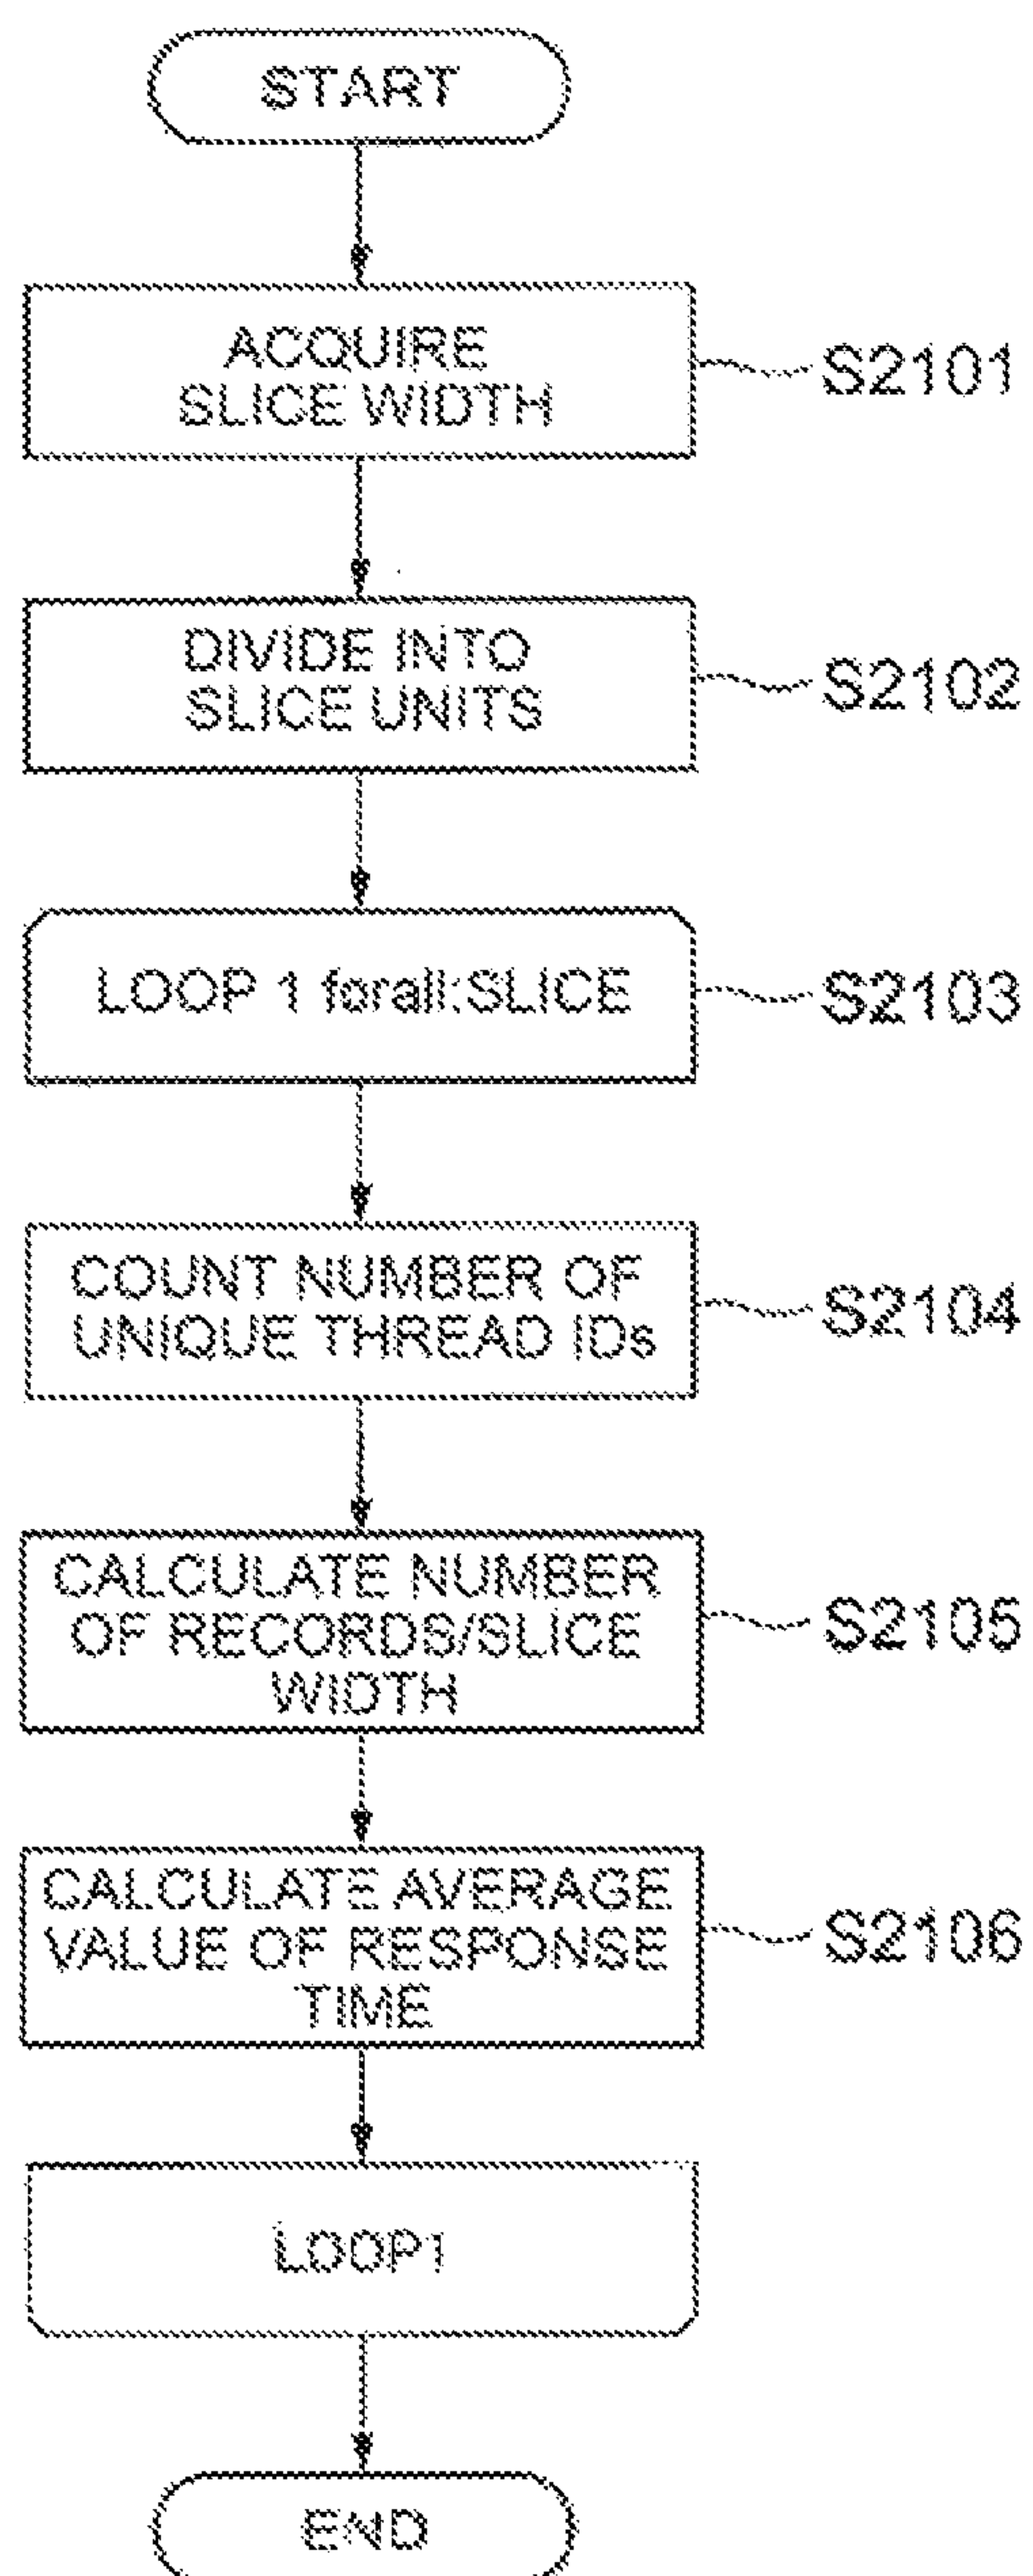 START
ACQUIRE
SLICE WIDTH
S2101
DIVIDE INTO
SLICE UNITS
S2102
LOOP 1 forall:SLICE
S2103
COUNT NUMBER OF
UNIQUE THREAD IDs
S2104
CALCULATE NUMBER
OF RECORDS/SLICE
WIDTH
S2105
CALCULATE AVERAGE
VALUE OF RESPONSE
TIME
S2106
LOOP1
END